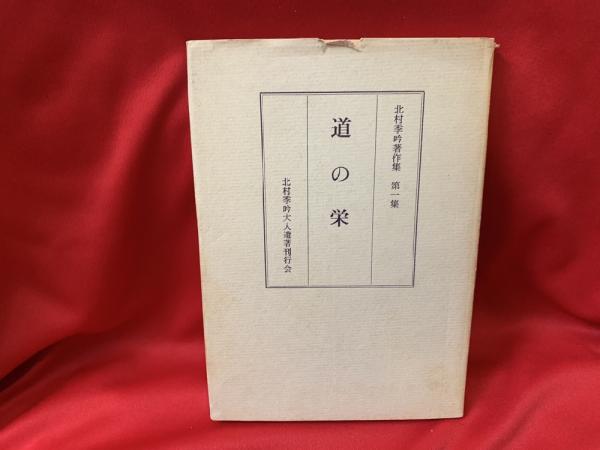 北村季吟著作集 第一集
道の栄
北村季吟大人遺著刊行会